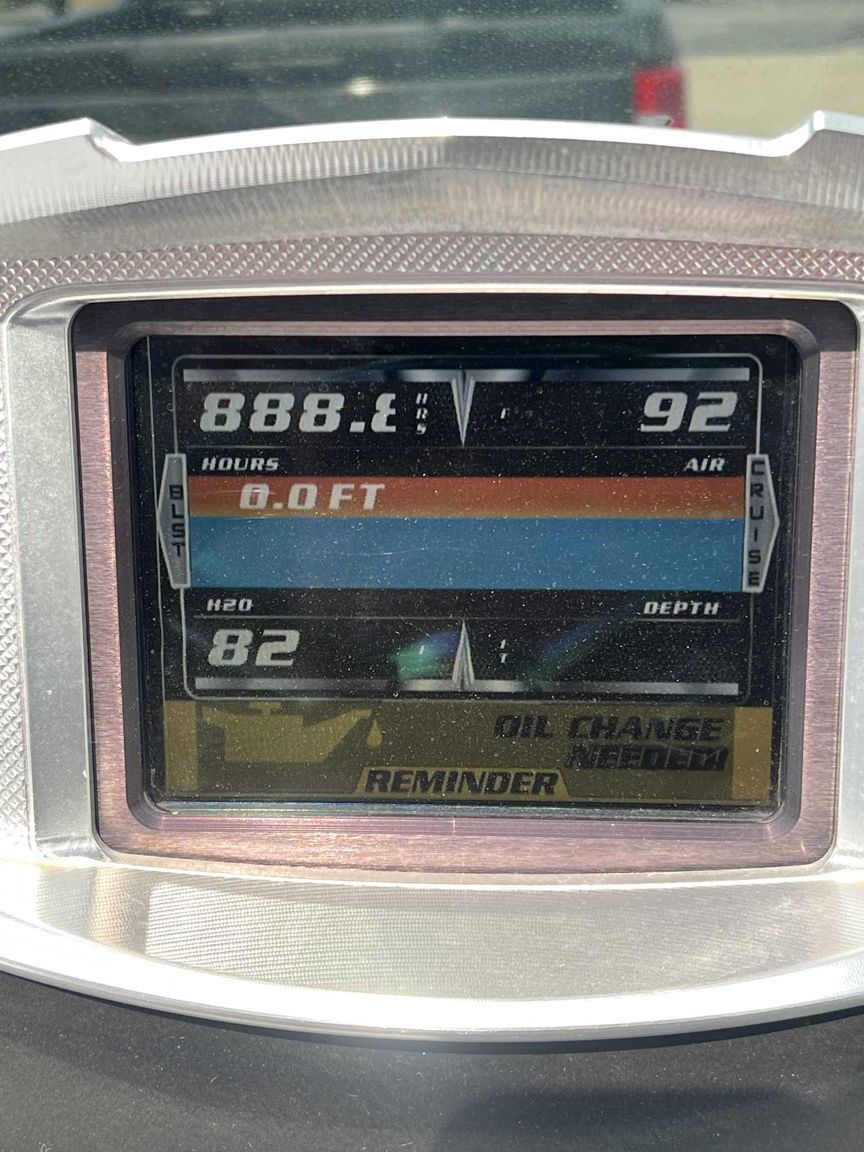 888.8 HRS F 92
HOURS AIR
BLST
0.0 FT
CRUISE
H2O DEPTH
82
OIL CHANGE
NEEDED!
REMINDER